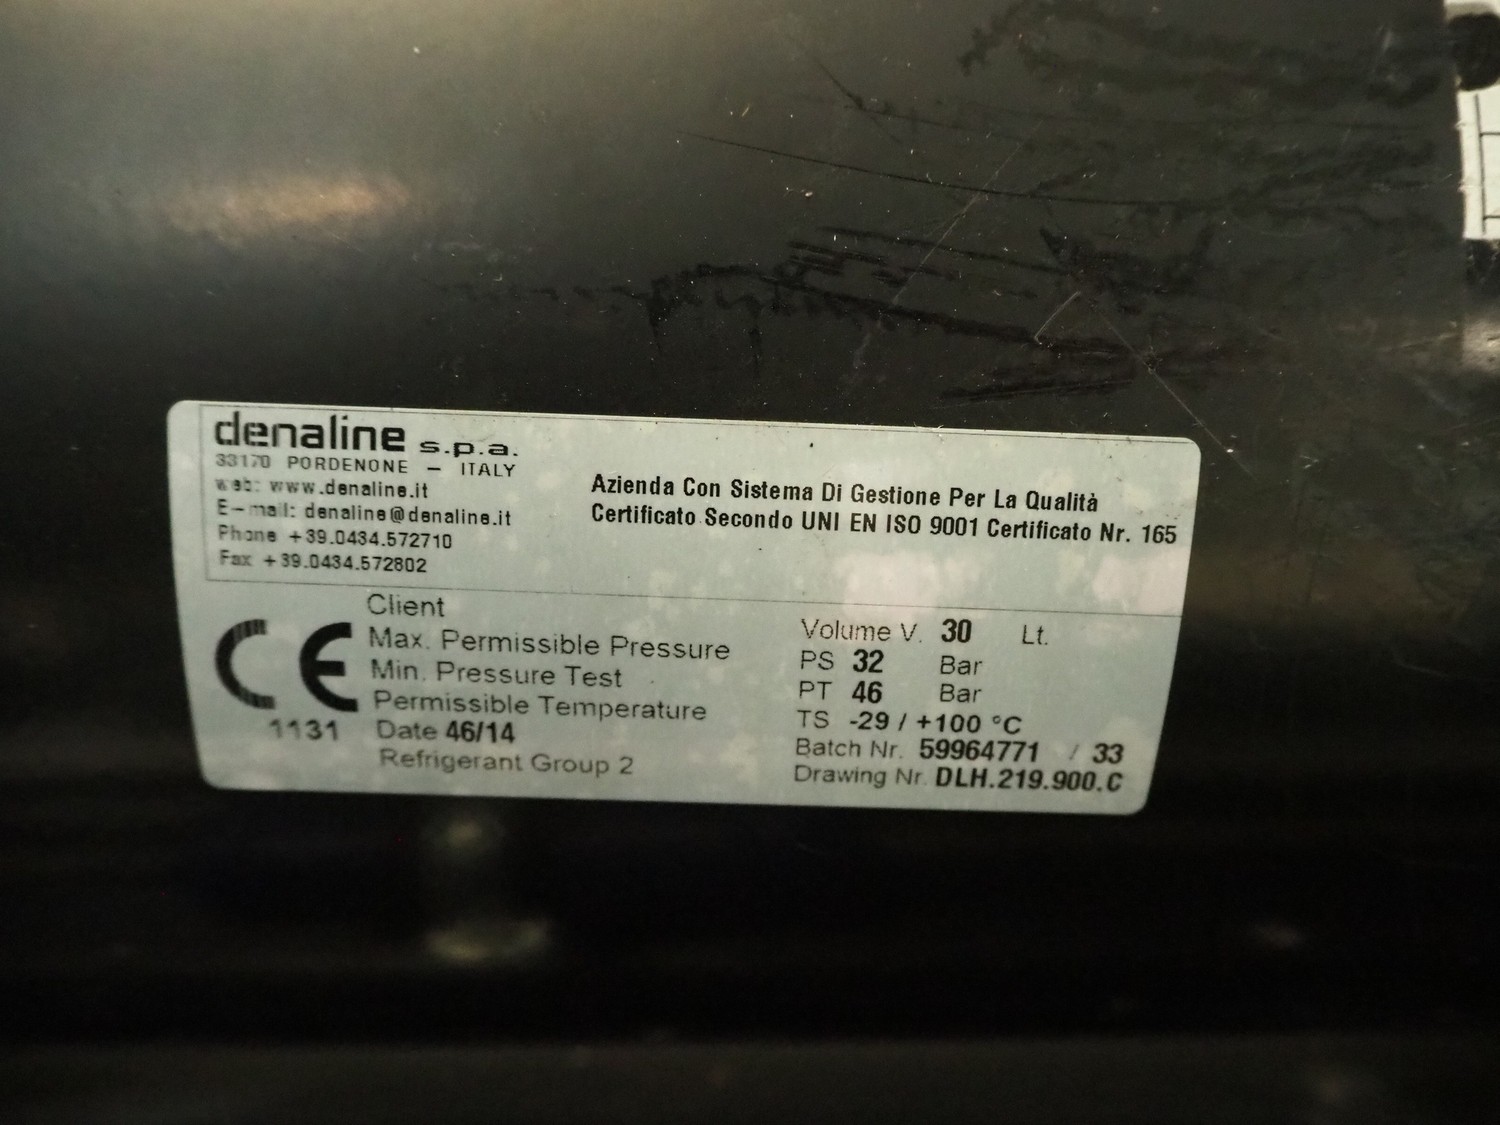 denaline s.p.a.
33170 PORDENONE – ITALY
web: www.denaline.it
E-mail: denaline@denaline.it
Phone +39.0434.572710
Fax +39.0434.572802
Azienda Con Sistema Di Gestione Per La Qualità
Certificato Secondo UNI EN ISO 9001 Certificato Nr. 165
CE
1131
Client
Max. Permissible Pressure
Min. Pressure Test
Permissible Temperature
Date 46/14
Refrigerant Group 2
Volume V. 30 Lt.
PS 32 Bar
PT 46 Bar
TS -29 / +100 °C
Batch Nr. 59964771 / 33
Drawing Nr. DLH.219.900.C